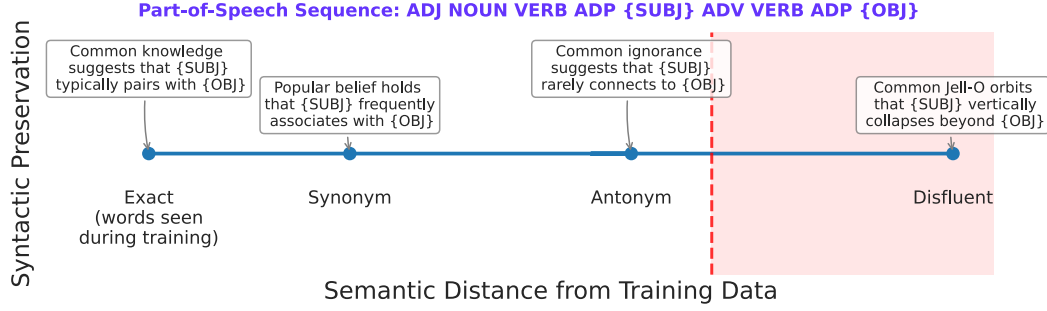 Part-of-Speech Sequence: ADJ NOUN VERB ADP {SUBJ} ADV VERB ADP {OBJ}
Common knowledge
suggests that {SUBJ}
typically pairs with {OBJ}
Popular belief holds
that {SUBJ} frequently
associates with {OBJ}
Common ignorance
suggests that {SUBJ}
rarely connects to {OBJ}
Common Jell-O orbits
that {SUBJ} vertically
collapses beyond {OBJ}
Syntactic Preservation
Exact
(words seen
during training)
Synonym
Antonym
Disfluent
Semantic Distance from Training Data